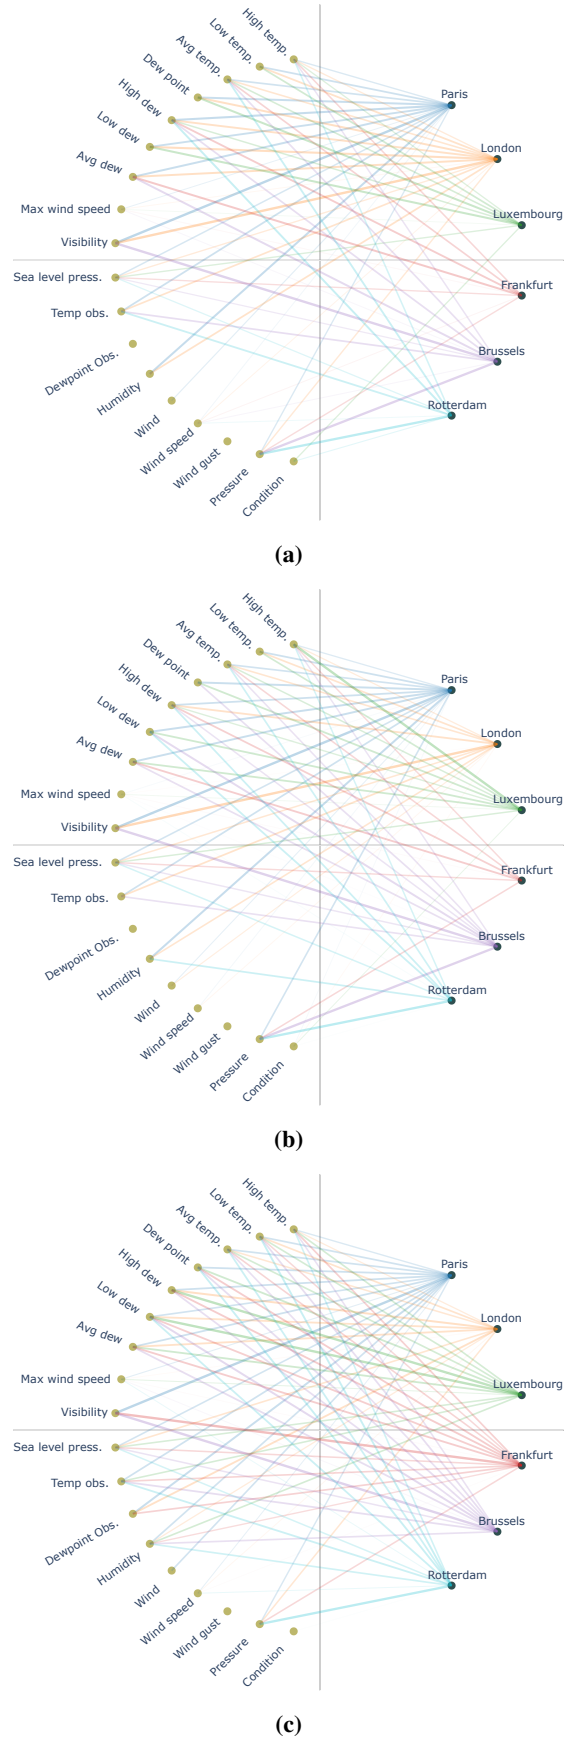 High temp.
Low temp.
Avg temp.
Dew point
High dew
Low dew
Avg dew
Max wind speed
Visibility
Sea level press.
Temp obs.
Dewpoint Obs.
Humidity
Wind
Wind speed
Wind gust
Pressure
Condition
Paris
London
Luxembourg
Frankfurt
Brussels
Rotterdam
(a)
High temp.
Low temp.
Avg temp.
Dew point
High dew
Low dew
Avg dew
Max wind speed
Visibility
Sea level press.
Temp obs.
Dewpoint Obs.
Humidity
Wind
Wind speed
Wind gust
Pressure
Condition
Paris
London
Luxembourg
Frankfurt
Brussels
Rotterdam
(b)
High temp.
Low temp.
Avg temp.
Dew point
High dew
Low dew
Avg dew
Max wind speed
Visibility
Sea level press.
Temp obs.
Dewpoint Obs.
Humidity
Wind
Wind speed
Wind gust
Pressure
Condition
Paris
London
Luxembourg
Frankfurt
Brussels
Rotterdam
(c)